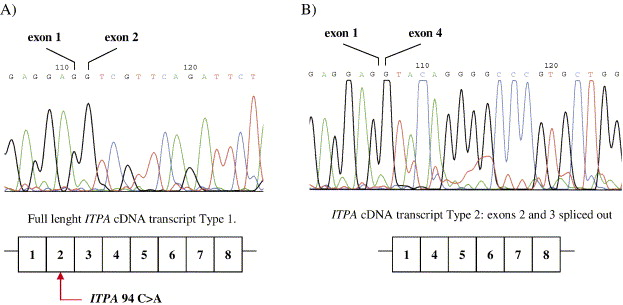 A)
exon 1 exon 2
110 120
GAGGAGGTCGTTCAGATTCT
Full lenght ITPA cDNA transcript Type 1.
1 2 3 4 5 6 7 8
ITPA 94 C>A
B)
exon 1 exon 4
110 120
GAGGAGGTACAGGGGCCCGTGCTGG
ITPA cDNA transcript Type 2: exons 2 and 3 spliced out
1 4 5 6 7 8